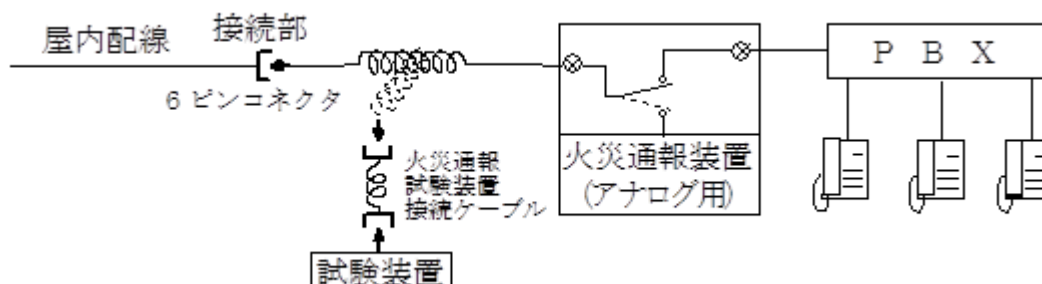 屋内配線
接続部
6ピンコネクタ
火災通報
試験装置
接続ケーブル
試験装置
火災通報装置
(アナログ用)
ＰＢＸ